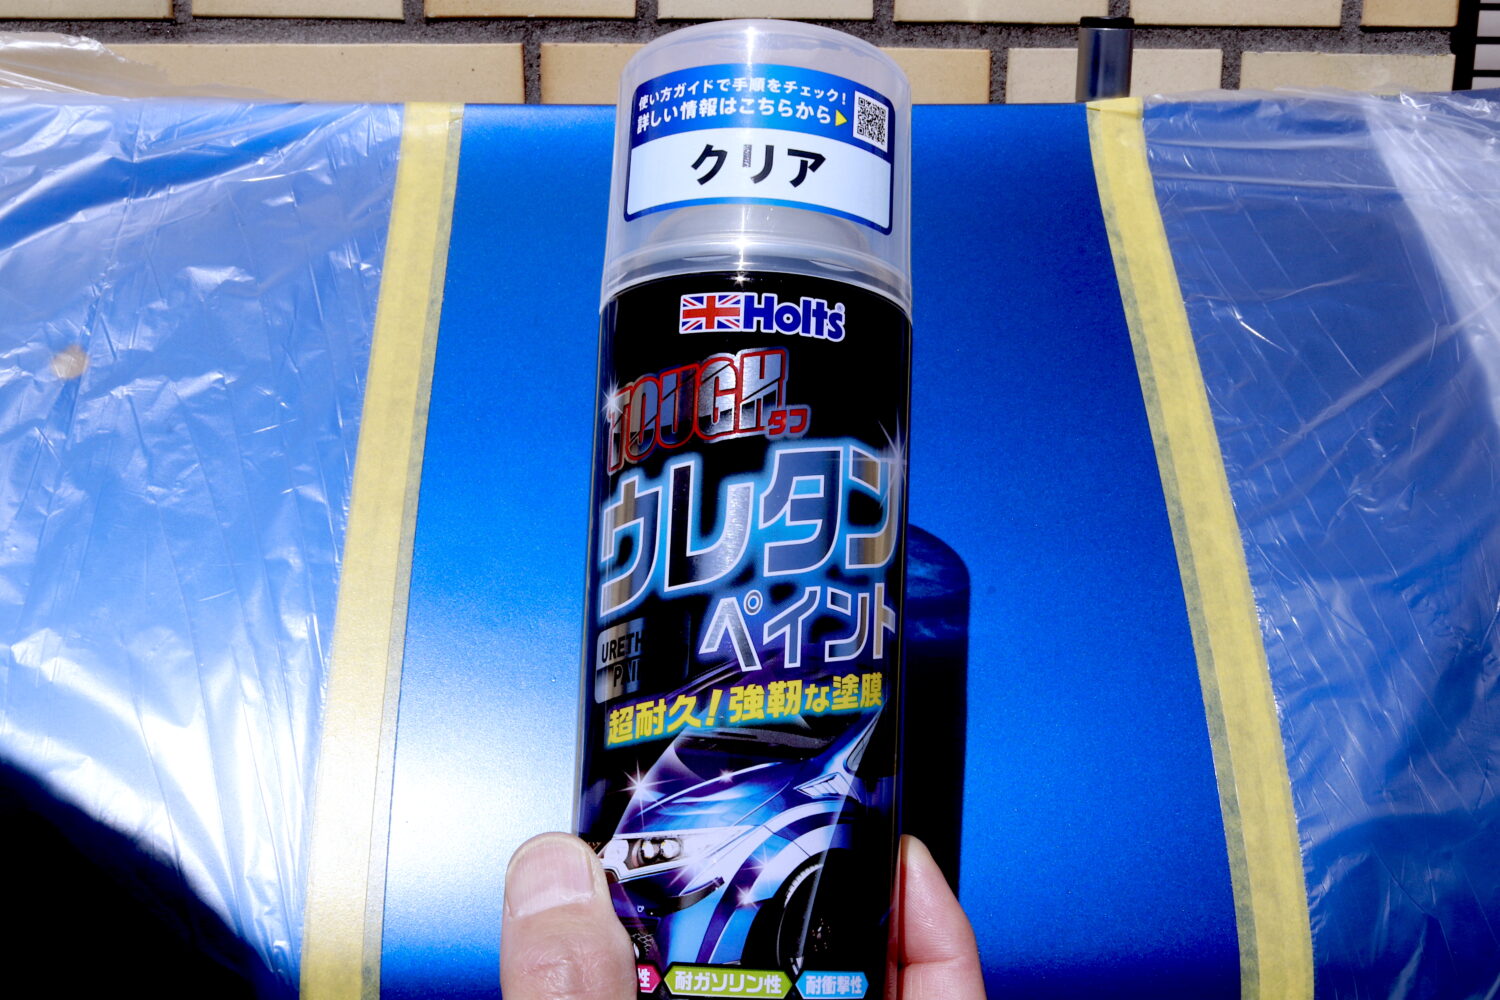 使い方ガイドで手順をチェック!
詳しい情報はこちらから▶
クリア
Holts
TOUGH
タフ
ウレタン
ペイント
超耐久!強靭な塗膜
性
耐ガソリン性
耐衝撃性